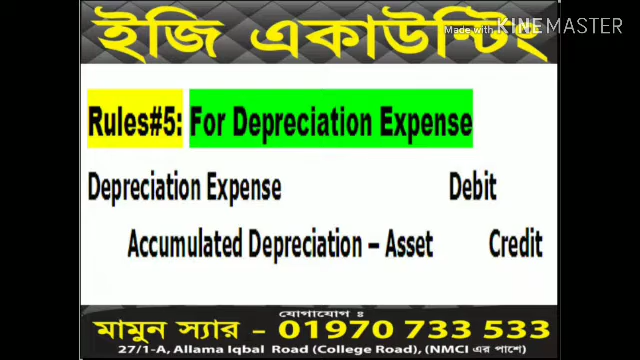 ইজি একাউন্টিং
Made with KINEMASTER
Rules#5: For Depreciation Expense
Depreciation Expense Debit
Accumulated Depreciation – Asset Credit
যোগাযোগ ঃ
মামুন স্যার – 01970 733 533
27/1-A, Allama Iqbal Road (College Road), (NMCI এর পাশে)